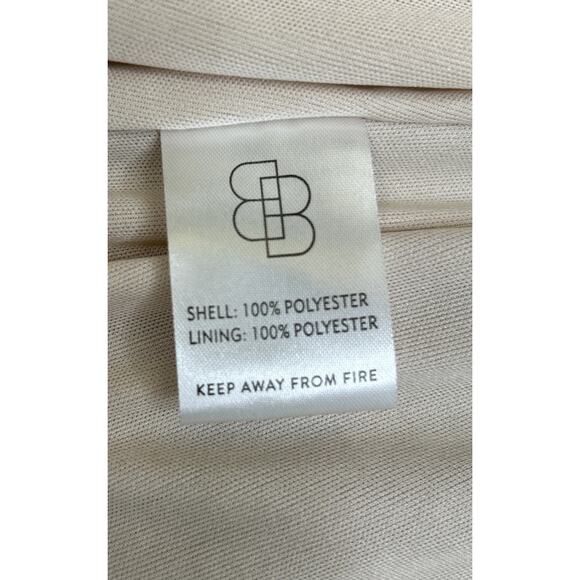 SHELL: 100% POLYESTER
LINING: 100% POLYESTER
KEEP AWAY FROM FIRE